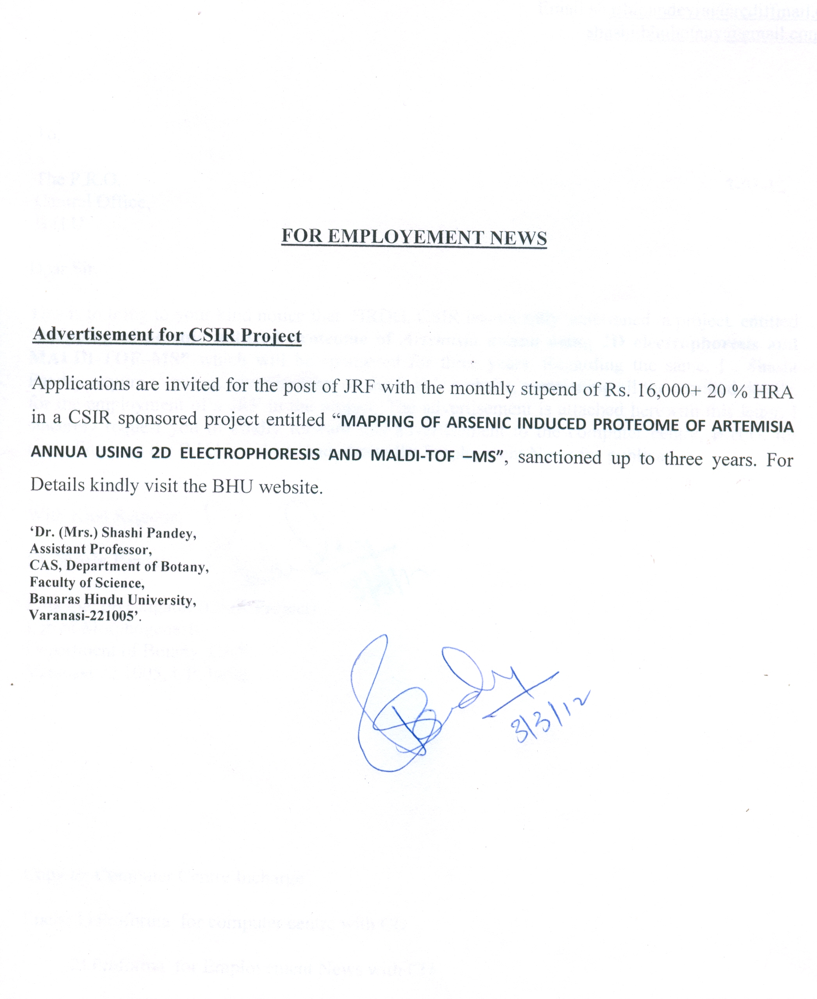 FOR EMPLOYEMENT NEWS
Advertisement for CSIR Project
Applications are invited for the post of JRF with the monthly stipend of Rs. 16,000+ 20 % HRA
in a CSIR sponsored project entitled “MAPPING OF ARSENIC INDUCED PROTEOME OF ARTEMISIA
ANNUA USING 2D ELECTROPHORESIS AND MALDI-TOF –MS”, sanctioned up to three years. For
Details kindly visit the BHU website.
‘Dr. (Mrs.) Shashi Pandey,
Assistant Professor,
CAS, Department of Botany,
Faculty of Science,
Banaras Hindu University,
Varanasi-221005’.
3/3/12